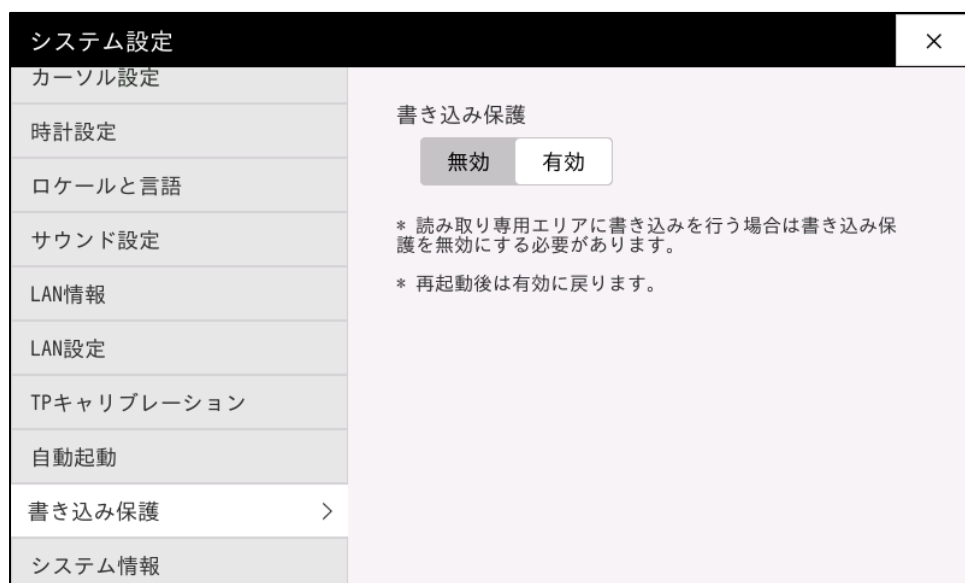 システム設定
×
カーソル設定
時計設定
ロケールと言語
サウンド設定
LAN情報
LAN設定
TPキャリブレーション
自動起動
書き込み保護 >
システム情報
書き込み保護
無効 有効
* 読み取り専用エリアに書き込みを行う場合は書き込み保
護を無効にする必要があります。
* 再起動後は有効に戻ります。